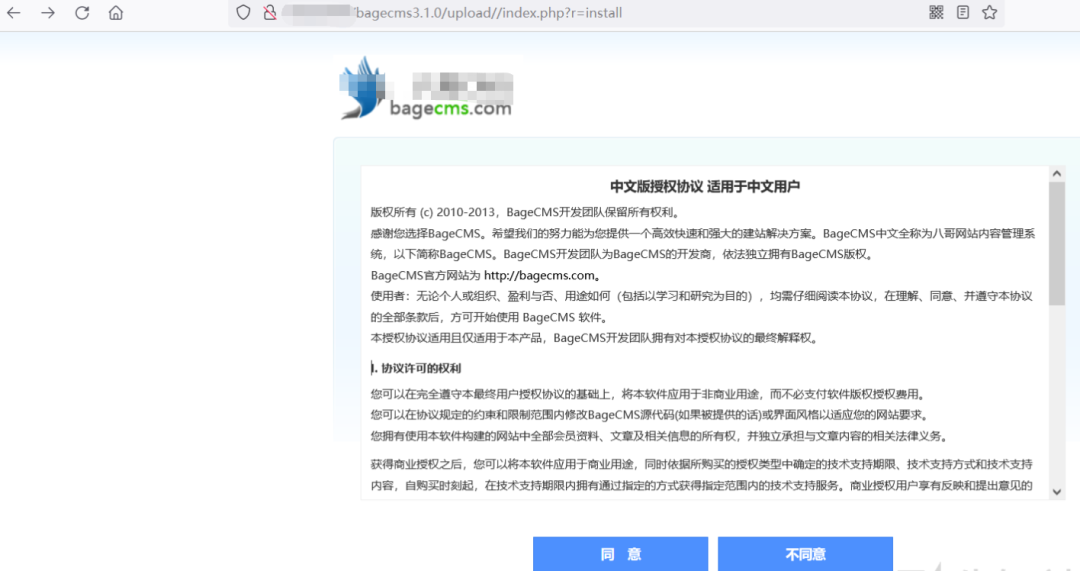 bagecms3.1.0/upload//index.php?r=install
bagecms.com
中文版授权协议 适用于中文用户
版权所有 (c) 2010-2013，BageCMS开发团队保留所有权利。
感谢您选择BageCMS。希望我们的努力能为您提供一个高效快速和强大的建站解决方案。BageCMS中文全称为八哥网站内容管理系
统，以下简称BageCMS。BageCMS开发团队为BageCMS的开发商，依法独立拥有BageCMS版权。
BageCMS官方网站为 http://bagecms.com。
使用者：无论个人或组织、盈利与否、用途如何（包括以学习和研究为目的），均需仔细阅读本协议，在理解、同意、并遵守本协议
的全部条款后，方可开始使用 BageCMS 软件。
本授权协议适用且仅适用于本产品，BageCMS开发团队拥有对本授权协议的最终解释权。
I. 协议许可的权利
您可以在完全遵守本最终用户授权协议的基础上，将本软件应用于非商业用途，而不必支付软件版权授权费用。
您可以在协议规定的约束和限制范围内修改BageCMS源代码(如果被提供的话)或界面风格以适应您的网站要求。
您拥有使用本软件构建的网站中全部会员资料、文章及相关信息的所有权，并独立承担与文章内容的相关法律义务。
获得商业授权之后，您可以将本软件应用于商业用途，同时依据所购买的授权类型中确定的技术支持期限、技术支持方式和技术支持
内容，自购买时刻起，在技术支持期限内拥有通过指定的方式获得指定范围内的技术支持服务。商业授权用户享有反映和提出意见的
同 意
不同意